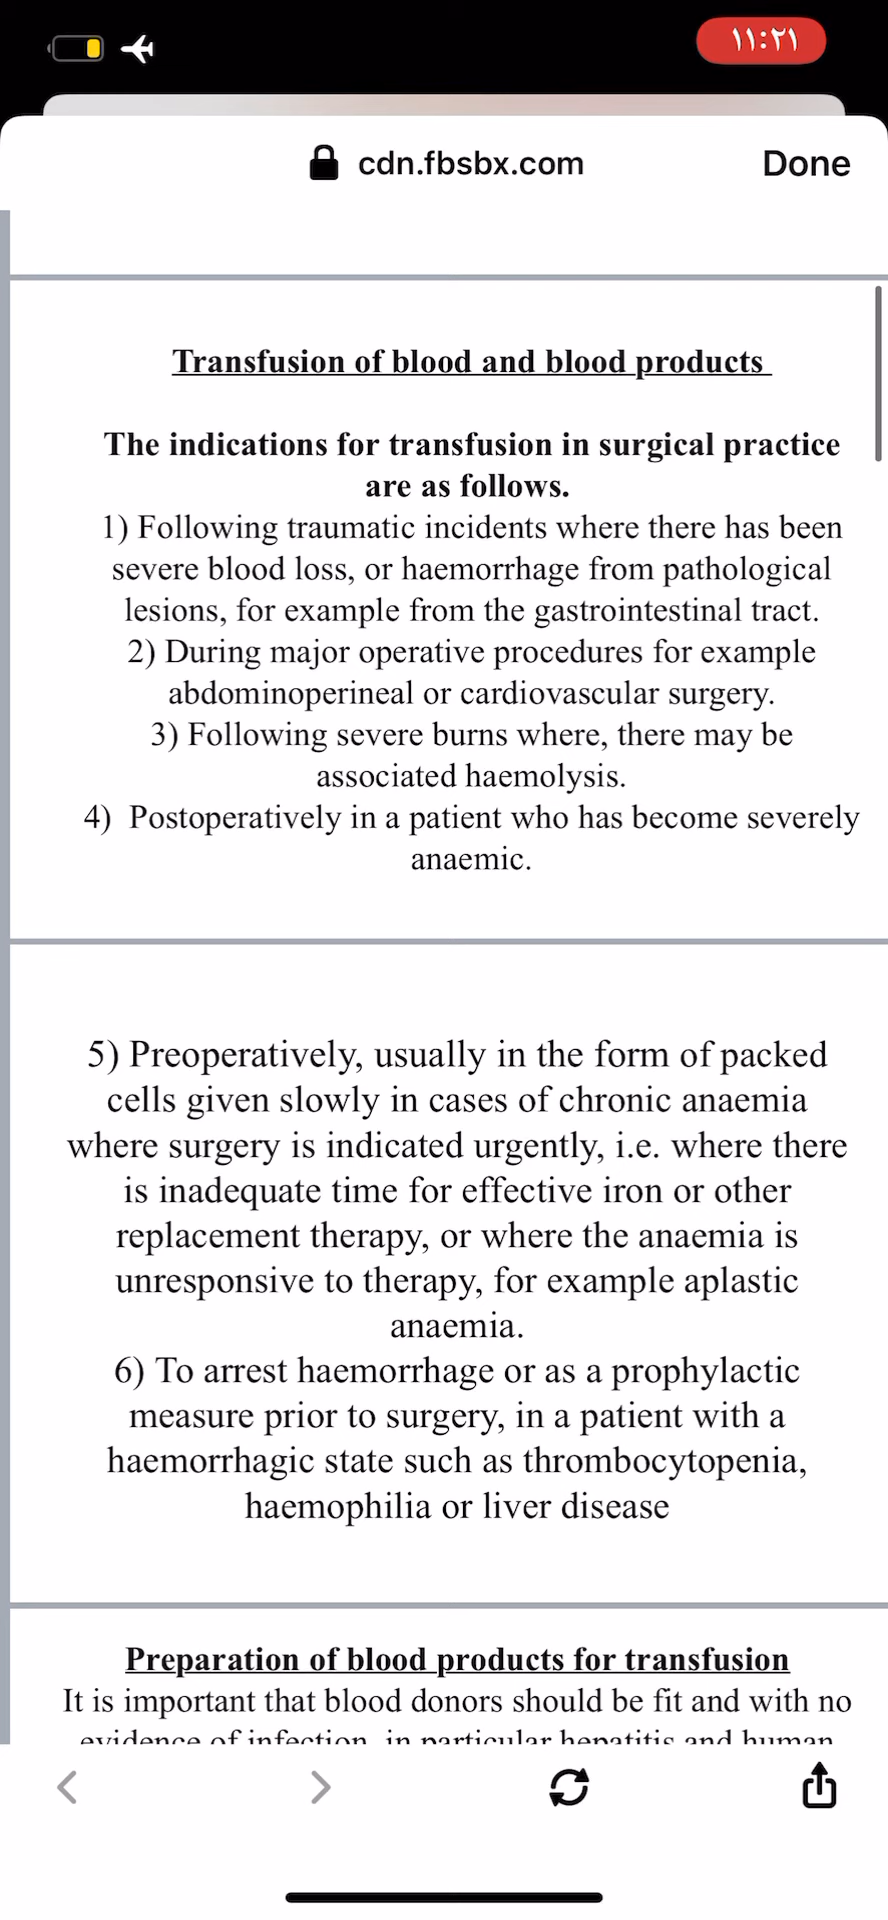 ١١:٢١
cdn.fbsbx.com
Done
Transfusion of blood and blood products
The indications for transfusion in surgical practice
are as follows.
1) Following traumatic incidents where there has been
severe blood loss, or haemorrhage from pathological
lesions, for example from the gastrointestinal tract.
2) During major operative procedures for example
abdominoperineal or cardiovascular surgery.
3) Following severe burns where, there may be
associated haemolysis.
4) Postoperatively in a patient who has become severely
anaemic.
5) Preoperatively, usually in the form of packed
cells given slowly in cases of chronic anaemia
where surgery is indicated urgently, i.e. where there
is inadequate time for effective iron or other
replacement therapy, or where the anaemia is
unresponsive to therapy, for example aplastic
anaemia.
6) To arrest haemorrhage or as a prophylactic
measure prior to surgery, in a patient with a
haemorrhagic state such as thrombocytopenia,
haemophilia or liver disease
Preparation of blood products for transfusion
It is important that blood donors should be fit and with no
evidence of infection, in particular hepatitis and human